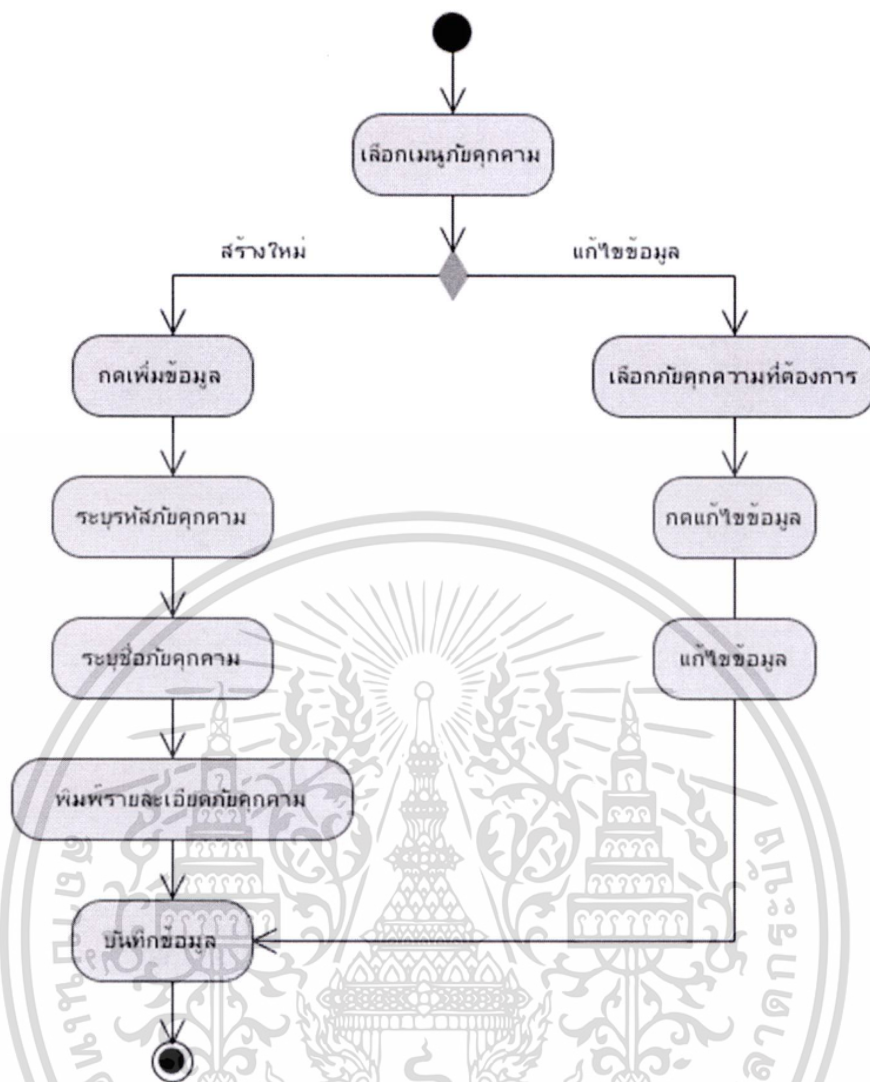 เลือกเมนูภัยคุกคาม
สร้างใหม่
แก้ไขข้อมูล
กดเพิ่มข้อมูล
เลือกภัยคุกความที่ต้องการ
ระบุรหัสภัยคุกคาม
กดแก้ไขข้อมูล
ระบุชื่อภัยคุกคาม
แก้ไขข้อมูล
พิมพ์รายละเอียดภัยคุกคาม
บันทึกข้อมูล